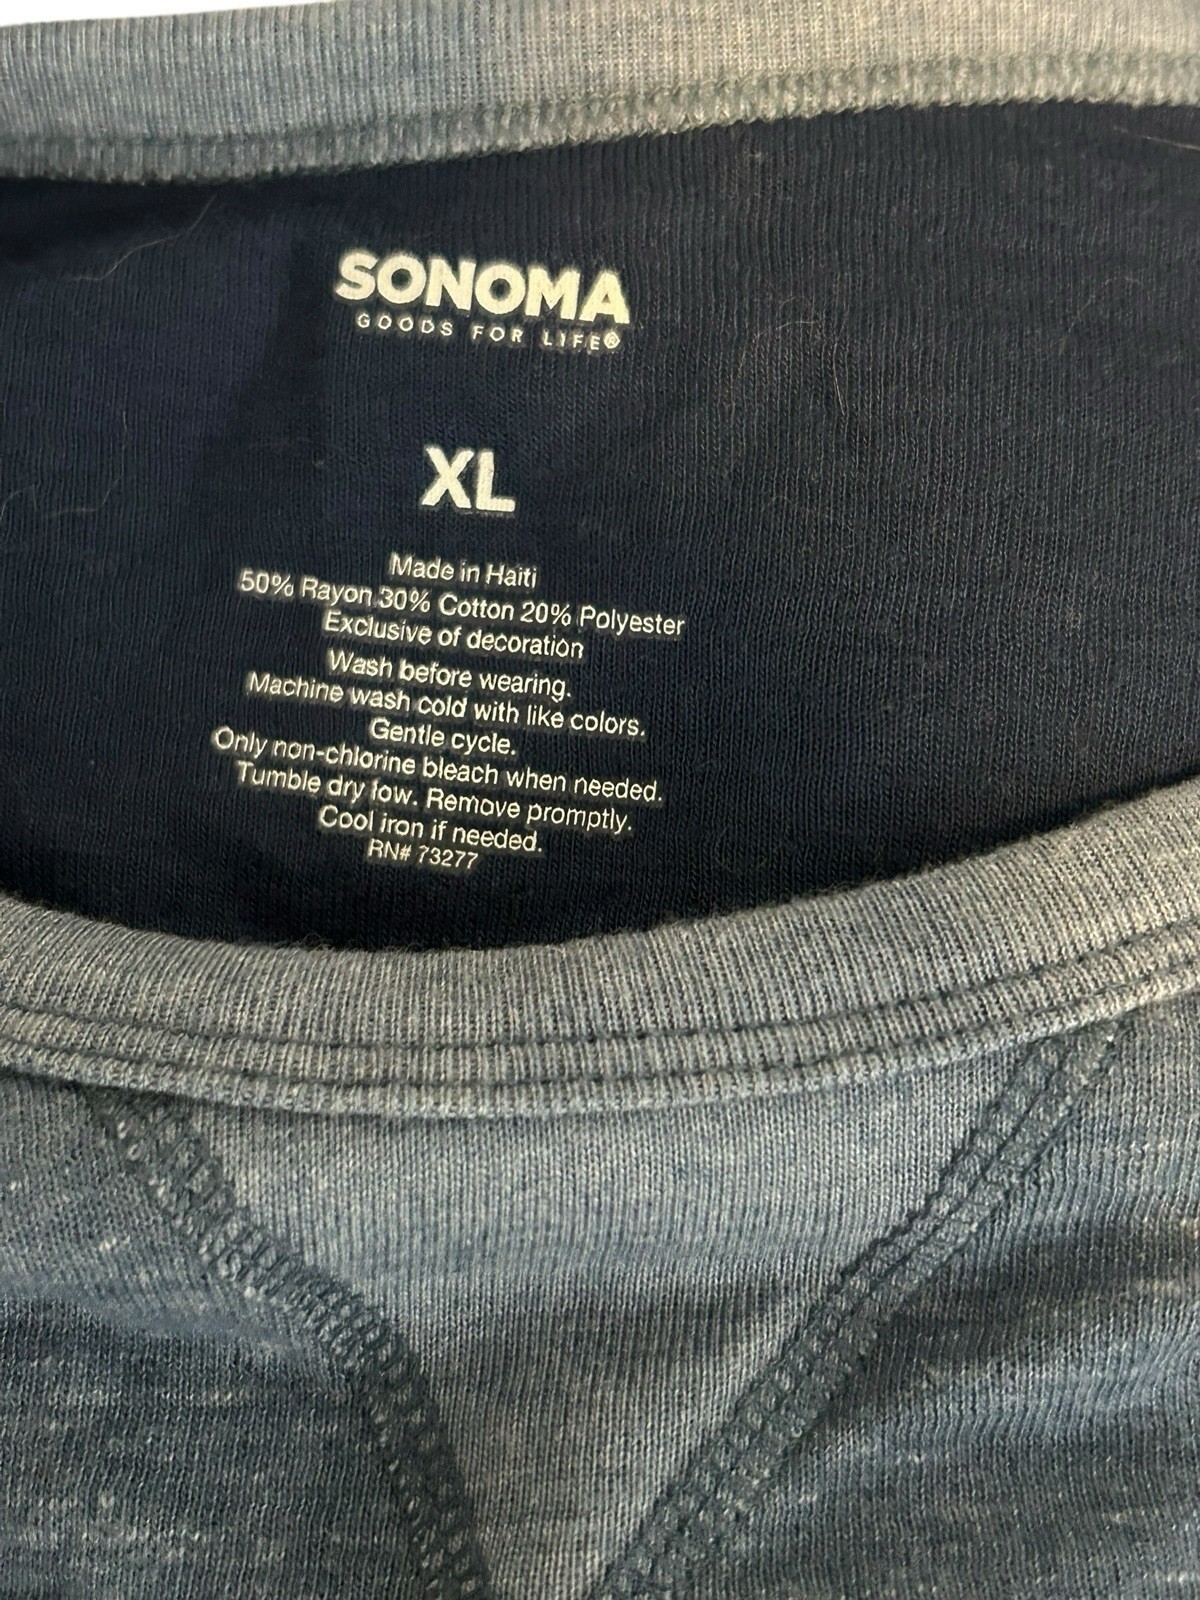 SONOMA
GOODS FOR LIFE®
XL
Made in Haiti
50% Rayon 30% Cotton 20% Polyester
Exclusive of decoration
Wash before wearing.
Machine wash cold with like colors.
Gentle cycle.
Only non-chlorine bleach when needed.
Tumble dry low. Remove promptly.
Cool iron if needed.
RN# 73277